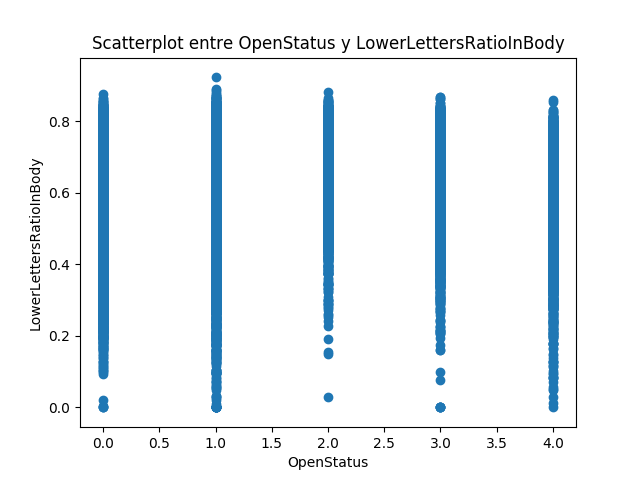 Scatterplot entre OpenStatus y LowerLettersRatioInBody
LowerLettersRatioInBody
0.8
0.6
0.4
0.2
0.0
0.0 0.5 1.0 1.5 2.0 2.5 3.0 3.5 4.0
OpenStatus